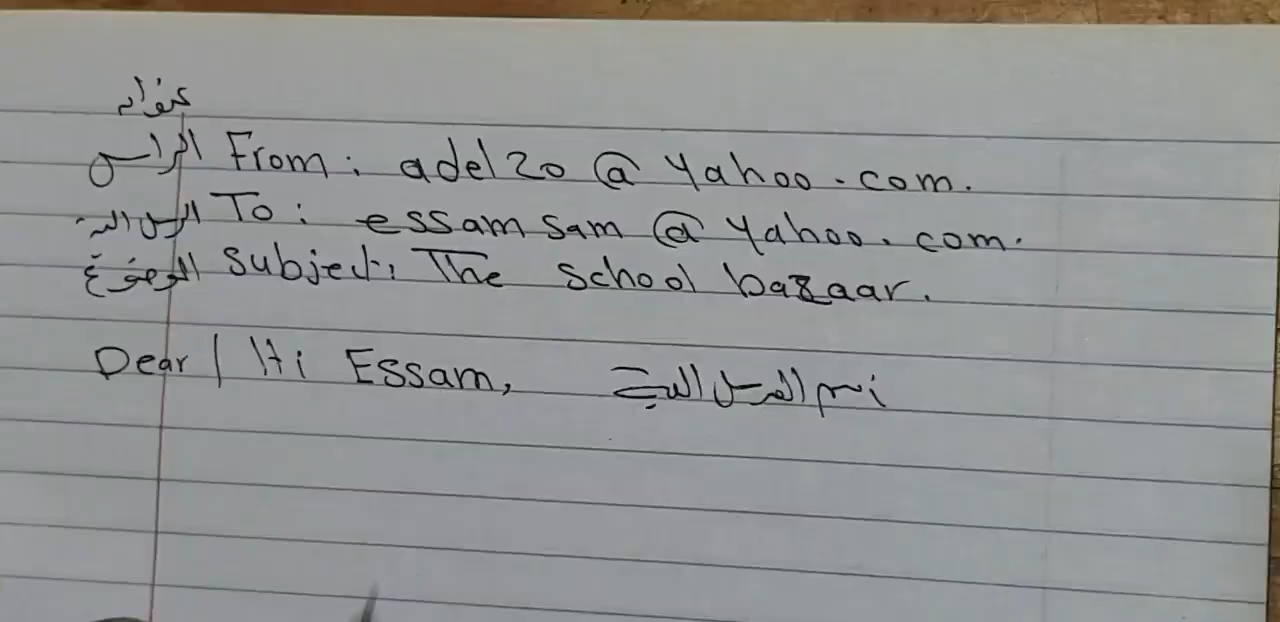 عنوان
الراسل From: adel20@yahoo.com.
المرسل اليه To: essamsam@yahoo.com.
الموضوع Subject: The school bazaar.
Dear / Hi Essam, اسم المرسل اليه